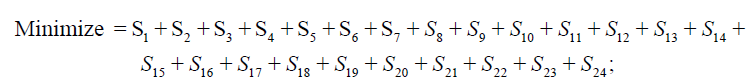 Minimize = S₁ + S₂ + S₃ + S₄ + S₅ + S₆ + S₇ + S₈ + S₉ + S₁₀ + S₁₁ + S₁₂ + S₁₃ + S₁₄ +
S₁₅ + S₁₆ + S₁₇ + S₁₈ + S₁₉ + S₂₀ + S₂₁ + S₂₂ + S₂₃ + S₂₄;